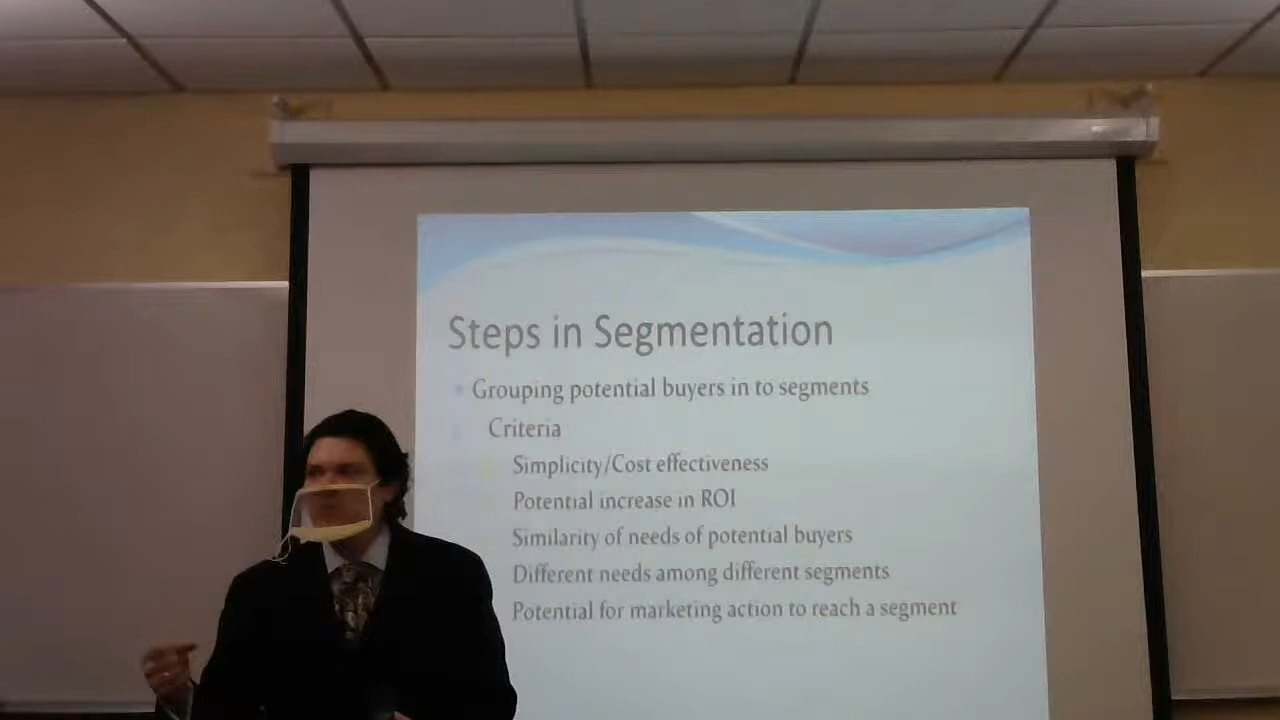 Steps in Segmentation
Grouping potential buyers in to segments
Criteria
Simplicity/Cost effectiveness
Potential increase in ROI
Similarity of needs of potential buyers
Different needs among different segments
Potential for marketing action to reach a segment